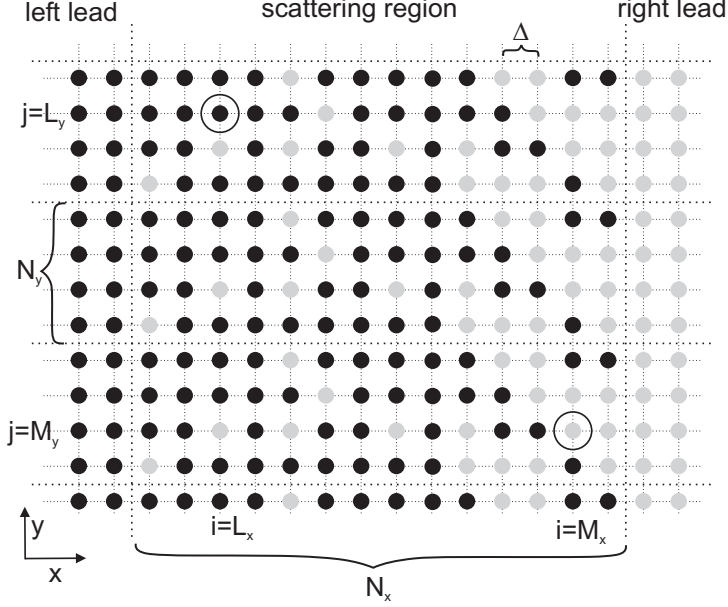 left lead
scattering region
right lead
Δ
j=L_y
N_y
j=M_y
i=L_x
i=M_x
y
x
N_x